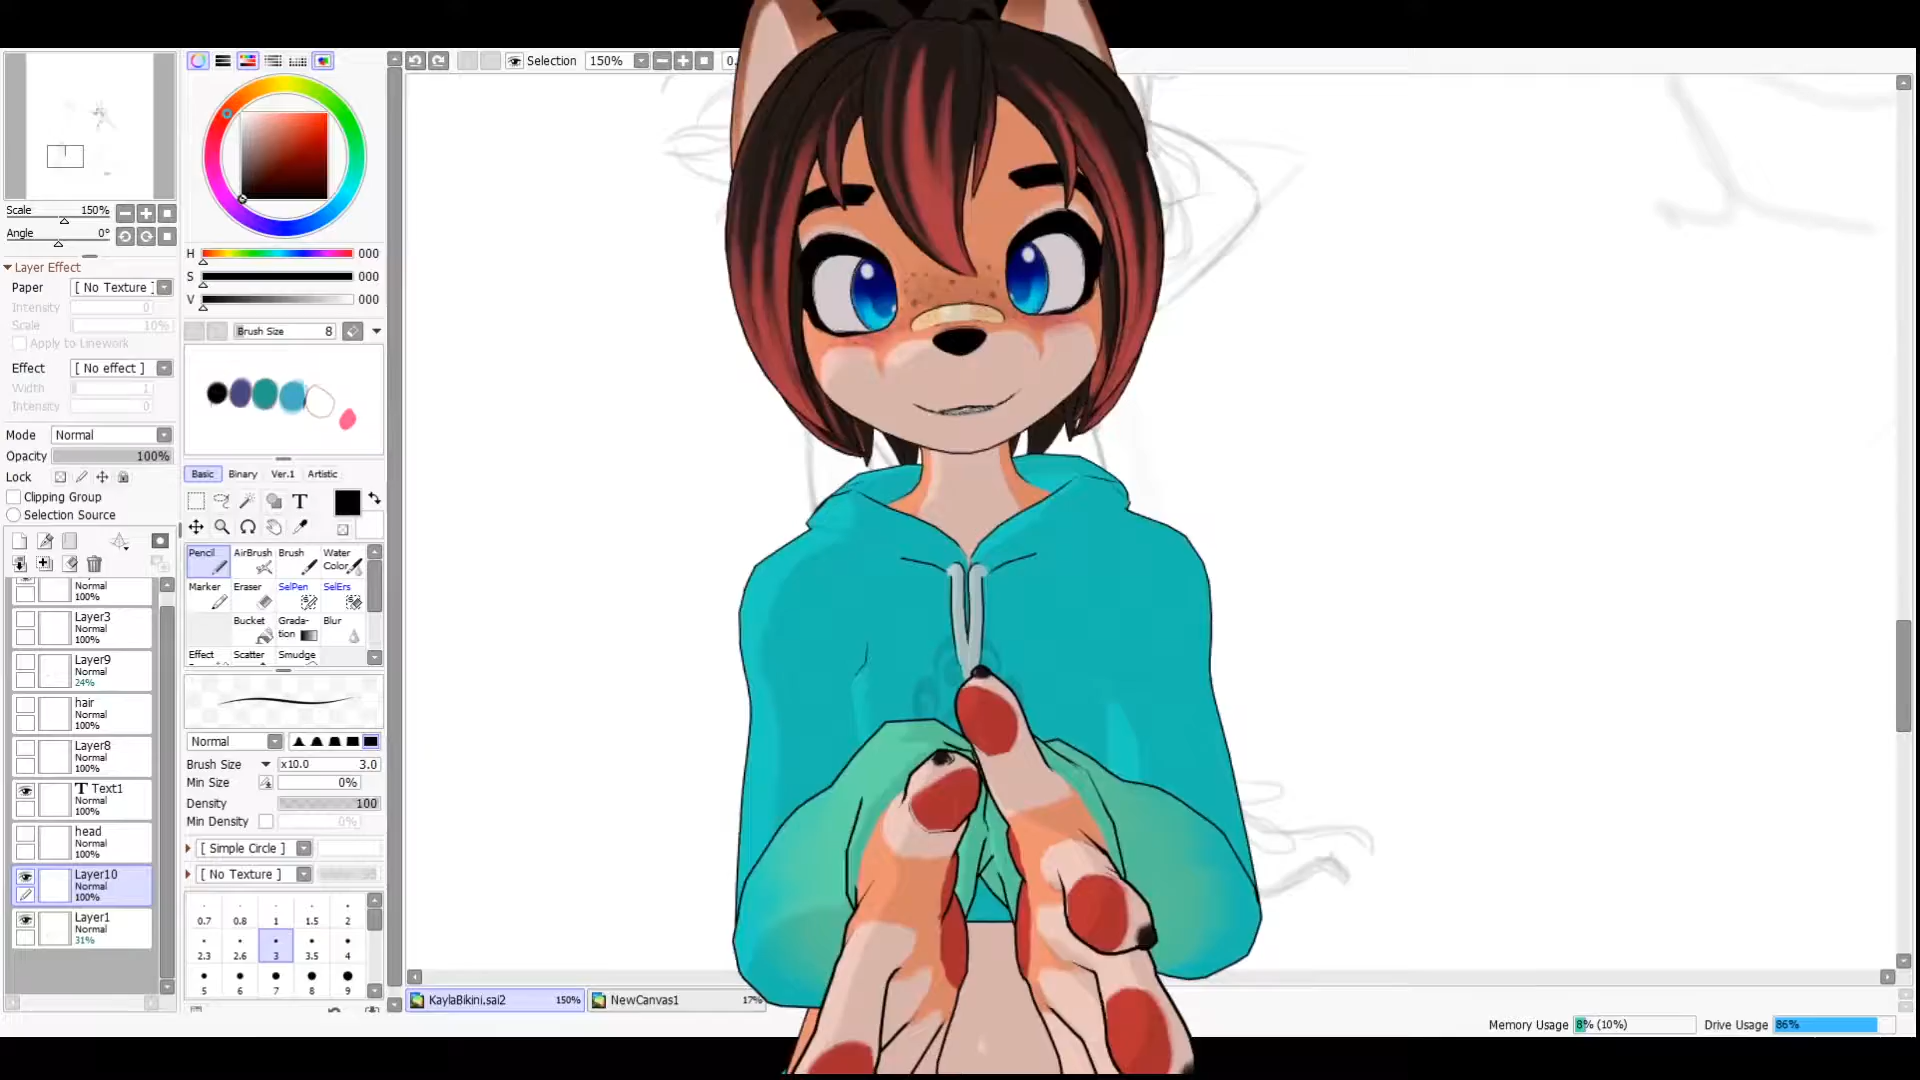 Selection 150% 0.
Scale 150%
Angle 0°
Layer Effect
Paper [ No Texture ]
Intensity 0
Scale 10%
Apply to Linework
Effect [ No effect ]
Width 1
Intensity 0
Mode Normal
Opacity 100%
Lock
Clipping Group
Selection Source
Normal
100%
Layer3
Normal
100%
Layer9
Normal
24%
hair
Normal
100%
Layer8
Normal
100%
T Text1
Normal
100%
head
Normal
100%
Layer10
Normal
100%
Layer1
Normal
31%
H 000
S 000
V 000
Brush Size 8
Basic Binary Ver.1 Artistic
T
Pencil AirBrush Brush Water
Color
Marker Eraser SelPen SelErs
Bucket Grada-
tion Blur
Effect Scatter Smudge
Normal
Brush Size x10.0 3.0
Min Size 0%
Density 100
Min Density 0%
[ Simple Circle ]
[ No Texture ]
0.7 0.8 1 1.5 2
2.3 2.6 3 3.5 4
5 6 7 8 9
KaylaBikini.sai2 150% NewCanvas1 17%
Memory Usage 8% (10%) Drive Usage 86%